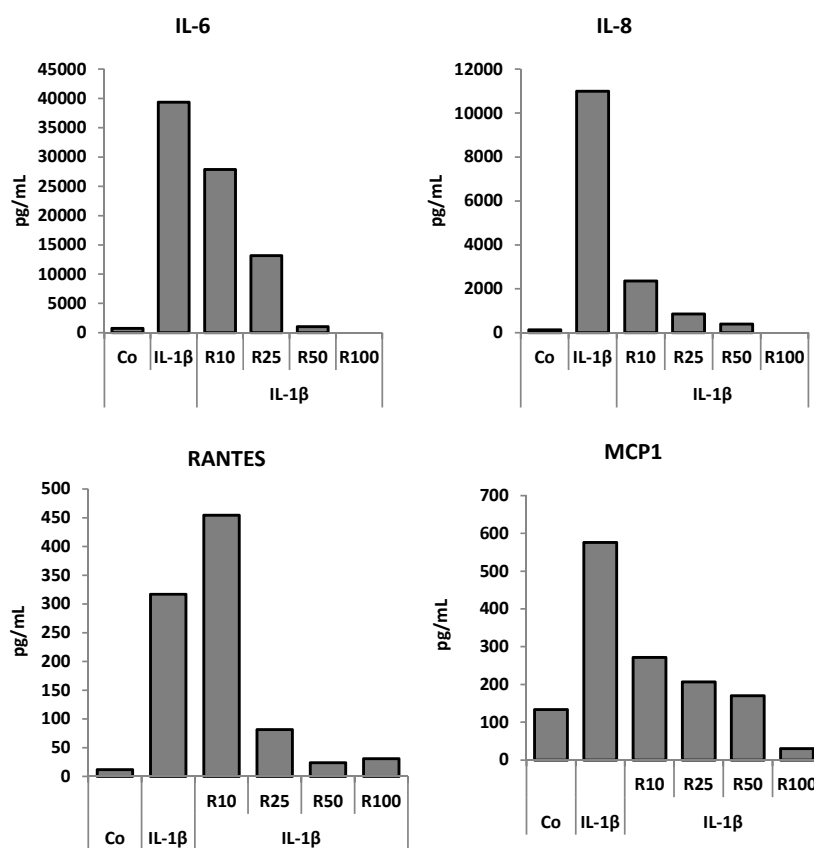 IL-6
45000
40000
35000
30000
25000
20000
15000
10000
5000
0
pg/mL
Co IL-1β R10 R25 R50 R100
IL-1β
IL-8
12000
10000
8000
6000
4000
2000
0
pg/mL
Co IL-1β R10 R25 R50 R100
IL-1β
RANTES
500
450
400
350
300
250
200
150
100
50
0
pg/mL
R10 R25 R50 R100
Co IL-1β IL-1β
MCP1
700
600
500
400
300
200
100
0
pg/mL
R10 R25 R50 R100
Co IL-1β IL-1β